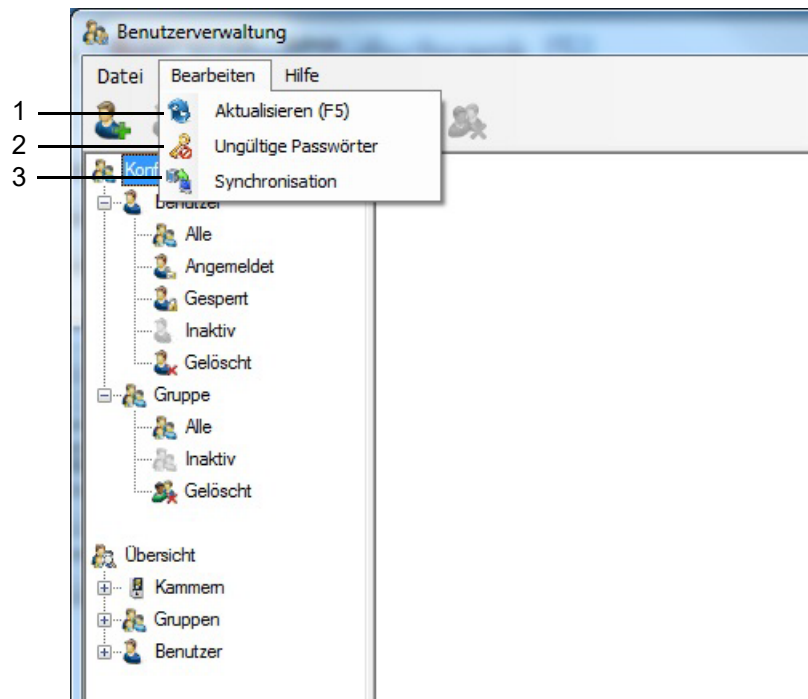 Benutzerverwaltung
Datei Bearbeiten Hilfe
1 Aktualisieren (F5)
2 Ungültige Passwörter
3 Synchronisation
Benutzer
Alle
Angemeldet
Gesperrt
Inaktiv
Gelöscht
Gruppe
Alle
Inaktiv
Gelöscht
Übersicht
Kammern
Gruppen
Benutzer